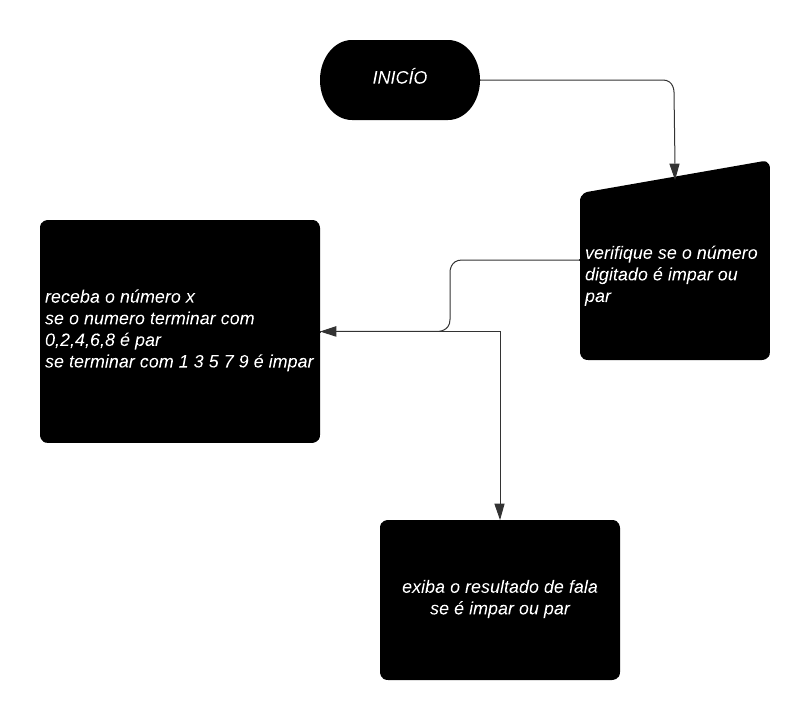 INICÍO
verifique se o número
digitado é impar ou
par
receba o número x
se o numero terminar com
0,2,4,6,8 é par
se terminar com 1 3 5 7 9 é impar
exiba o resultado de fala
se é impar ou par